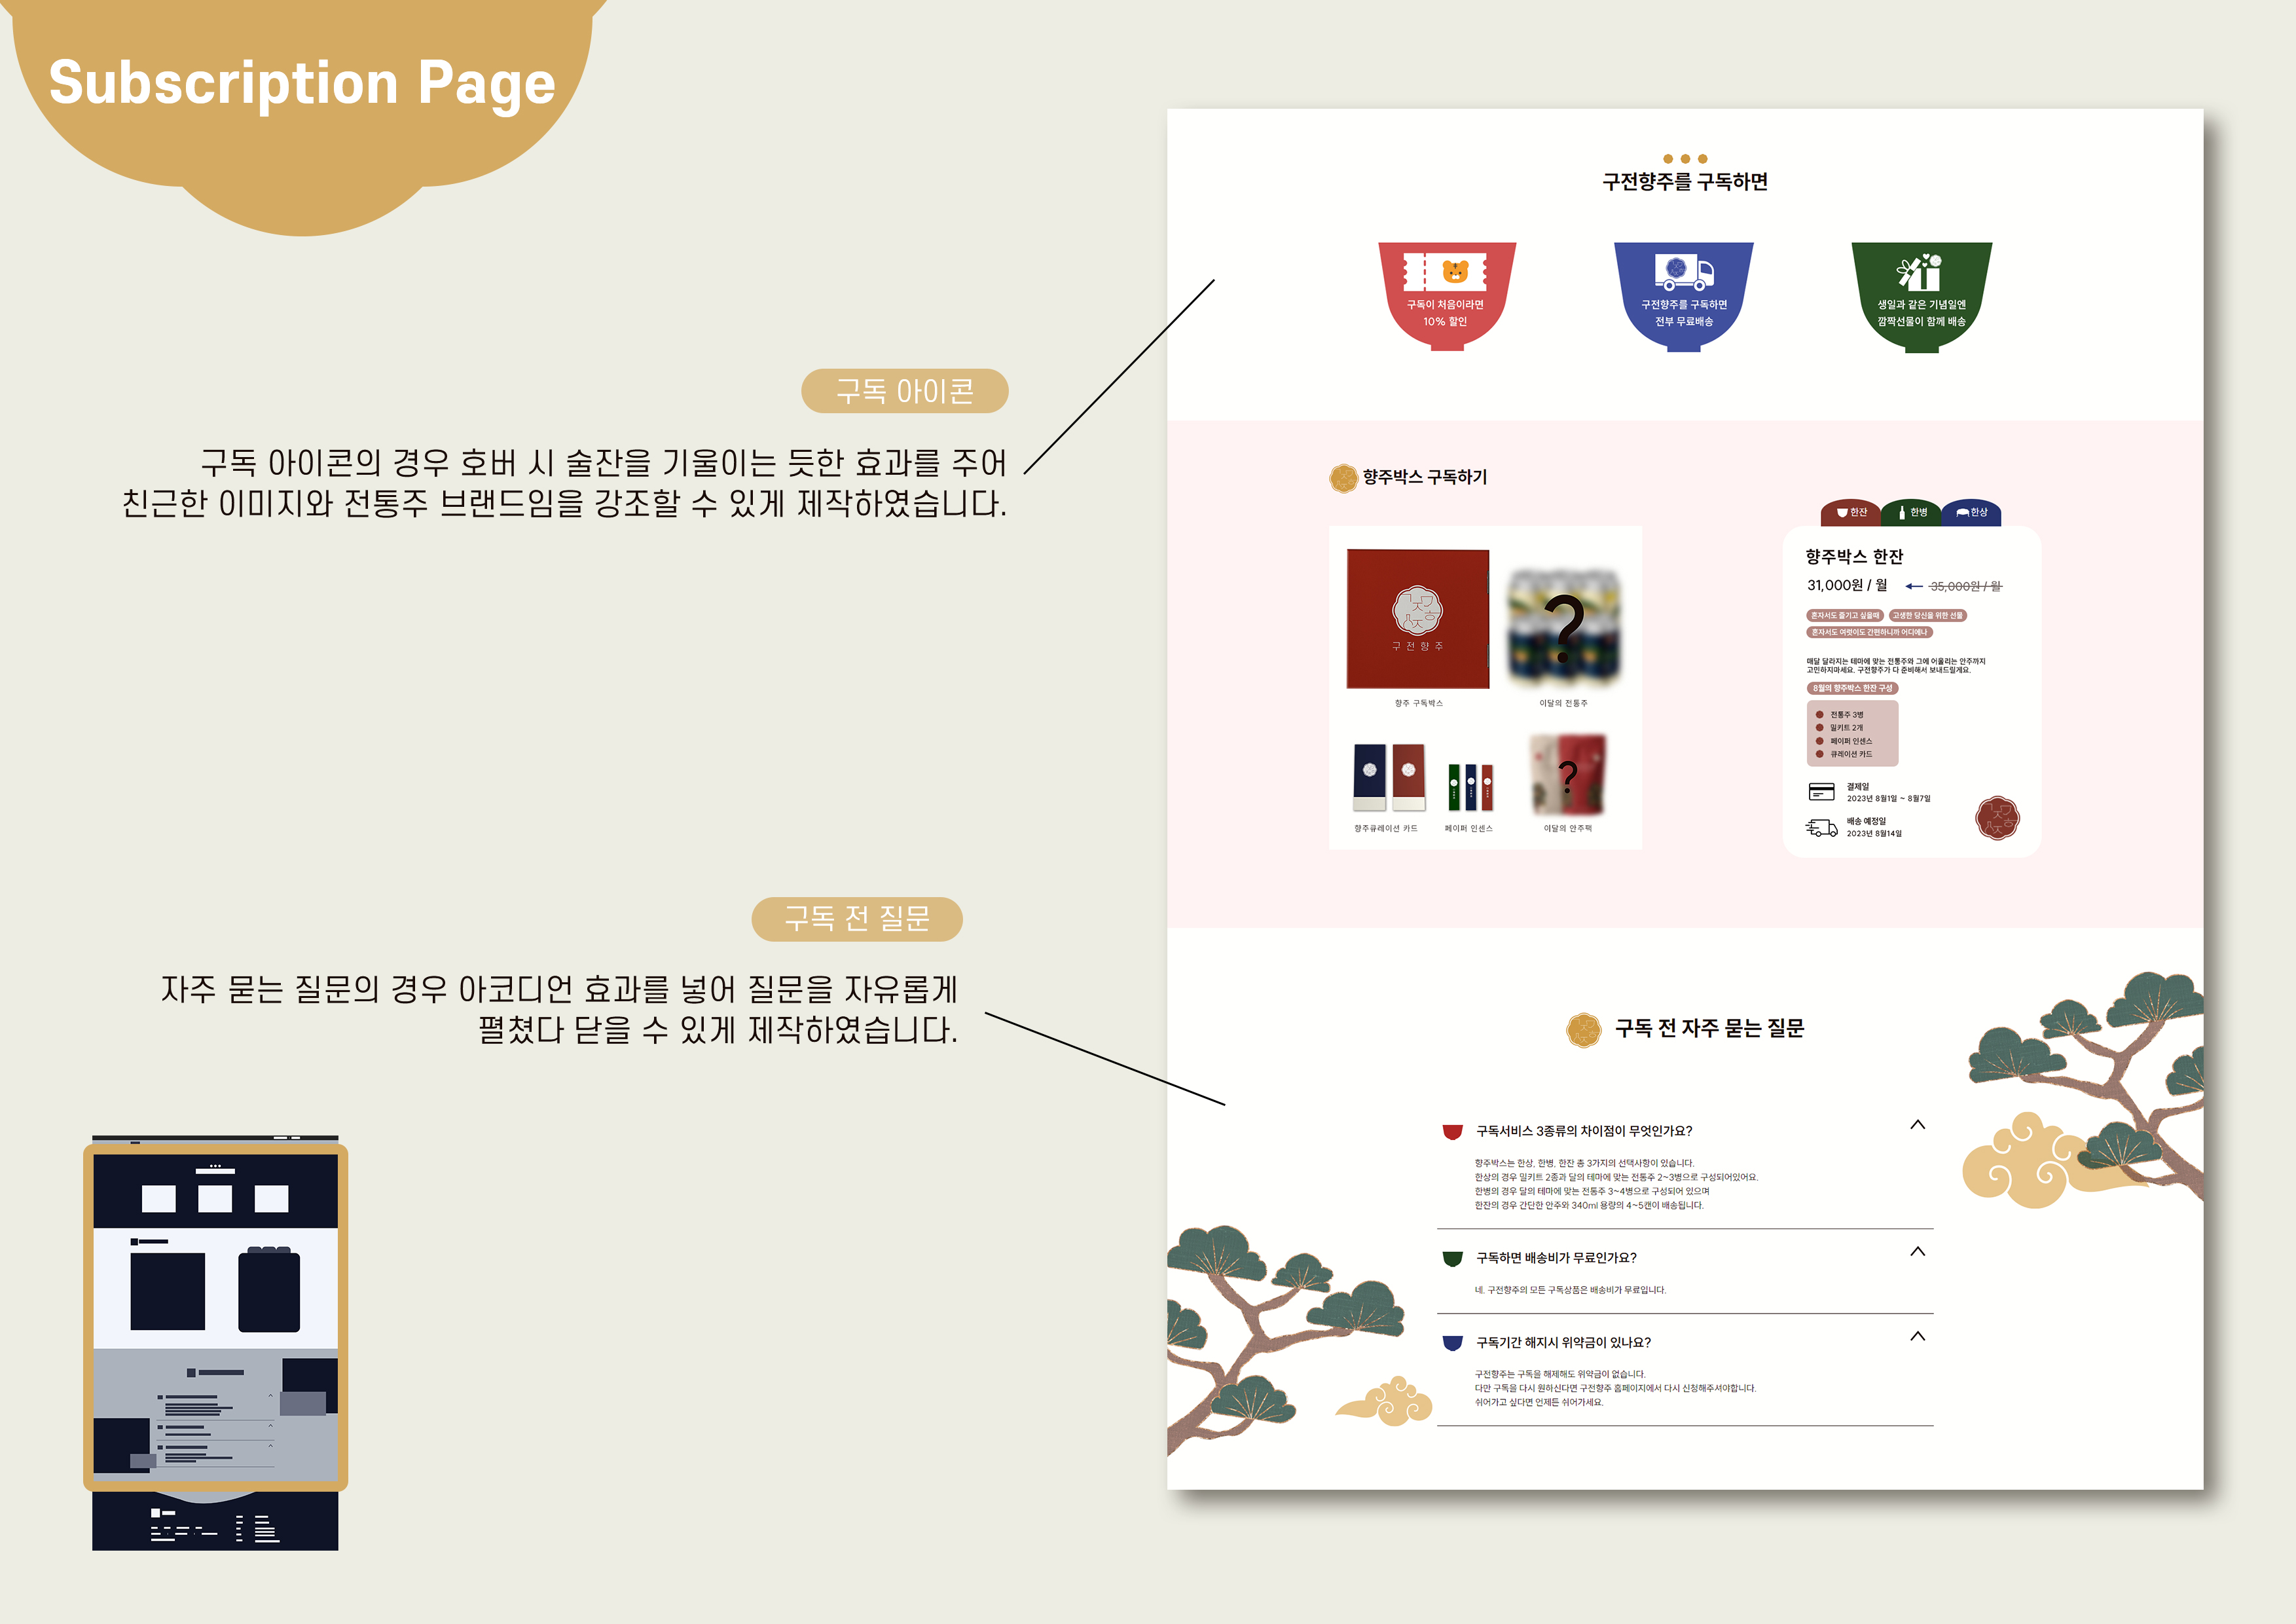 Subscription Page
구독 아이콘
구독 아이콘의 경우 호버 시 술잔을 기울이는 듯한 효과를 주어
친근한 이미지와 전통주 브랜드임을 강조할 수 있게 제작하였습니다.
구독 전 질문
자주 묻는 질문의 경우 아코디언 효과를 넣어 질문을 자유롭게
펼쳤다 닫을 수 있게 제작하였습니다.
구전향주를 구독하면
구독이 처음이라면
10% 할인
구전향주를 구독하면
전부 무료배송
생일과 같은 기념일엔
깜짝선물이 함께 배송
향주박스 구독하기
구전향주
?
향주 구독박스
이달의 전통주
?
향주큐레이션 카드
페이퍼 인센스
이달의 안주팩
한잔
한병
한상
향주박스 한잔
31,000원 / 월
35,000원 / 월
혼자서도 즐기고 싶을때
고생한 당신을 위한 선물
혼자서도 여럿이도 간편하니까 어디에나
매달 달라지는 테마에 맞는 전통주와 그에 어울리는 안주까지
고민하지마세요. 구전향주가 다 준비해서 보내드릴게요.
8월의 향주박스 한잔 구성
전통주 3병
밀키트 2개
페이퍼 인센스
큐레이션 카드
결제일
2023년 8월1일 ~ 8월7일
배송 예정일
2023년 8월14일
구독 전 자주 묻는 질문
구독서비스 3종류의 차이점이 무엇인가요?
향주박스는 한상, 한병, 한잔 총 3가지의 선택사항이 있습니다.
한상의 경우 밀키트 2종과 달의 테마에 맞는 전통주 2~3병으로 구성되어있어요.
한병의 경우 달의 테마에 맞는 전통주 3~4병으로 구성되어 있으며
한잔의 경우 간단한 안주와 340ml 용량의 4~5캔이 배송됩니다.
구독하면 배송비가 무료인가요?
네. 구전향주의 모든 구독상품은 배송비가 무료입니다.
구독기간 해지시 위약금이 있나요?
구전향주는 구독을 해제해도 위약금이 없습니다.
다만 구독을 다시 원하신다면 구전향주 홈페이지에서 다시 신청해주셔야합니다.
쉬어가고 싶다면 언제든 쉬어가세요.